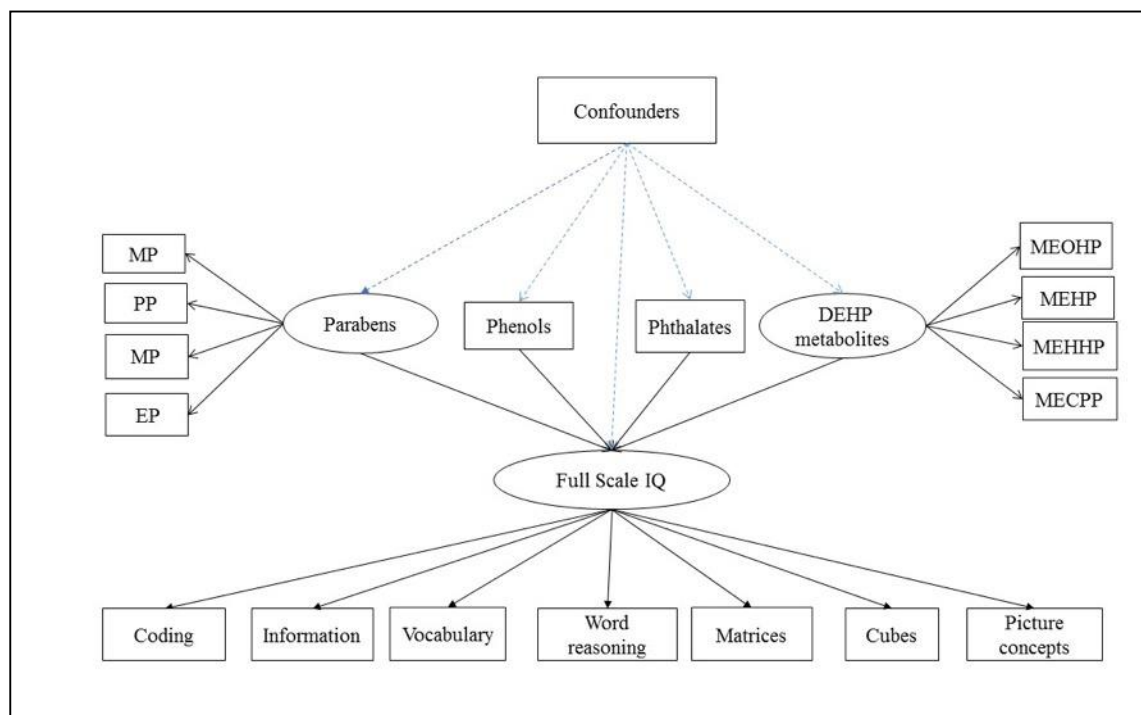 Confounders
MP
PP
MP
EP
Parabens
Phenols
Phthalates
DEHP
metabolites
MEOHP
MEHP
MEHHP
MECPP
Full Scale IQ
Coding
Information
Vocabulary
Word
reasoning
Matrices
Cubes
Picture
concepts